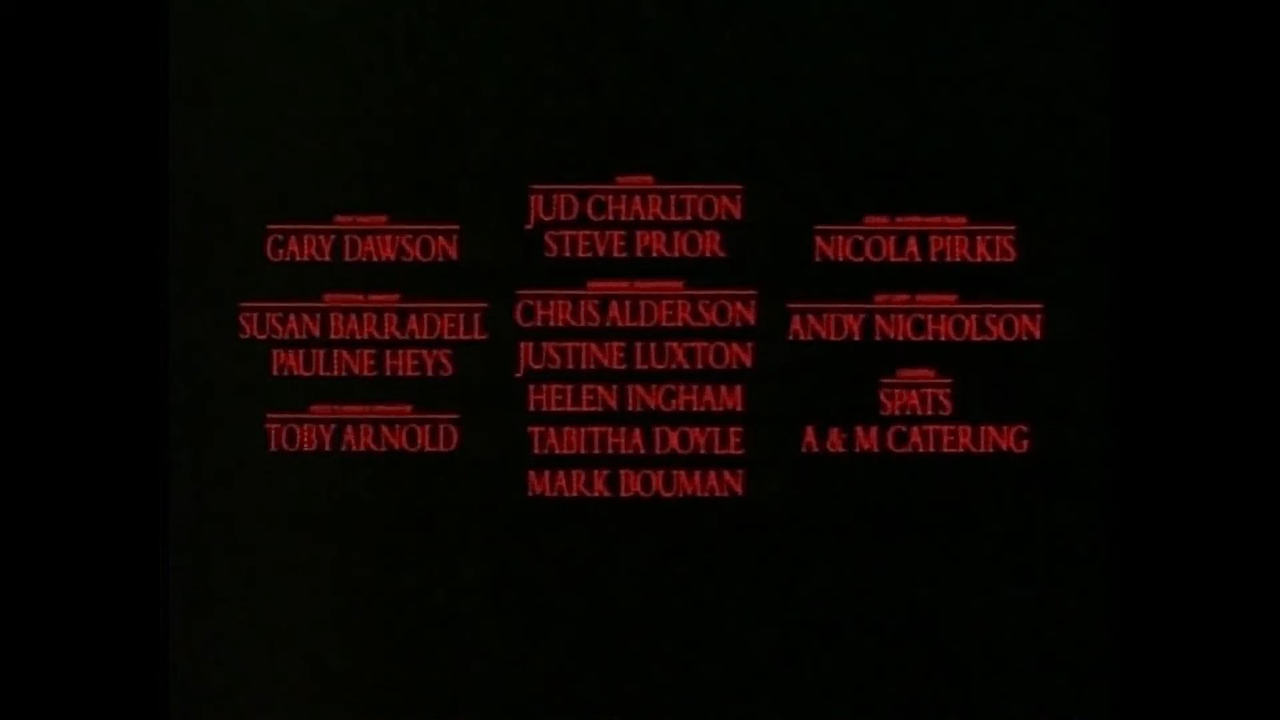 GARY DAWSON
SUSAN BARRADELL
PAULINE HEYS
TOBY ARNOLD
JUD CHARLTON
STEVE PRIOR
CHRIS ALDERSON
JUSTINE LUXTON
HELEN INGHAM
TABITHA DOYLE
MARK BOUMAN
NICOLA PIRKIS
ANDY NICHOLSON
SPATS
A & M CATERING